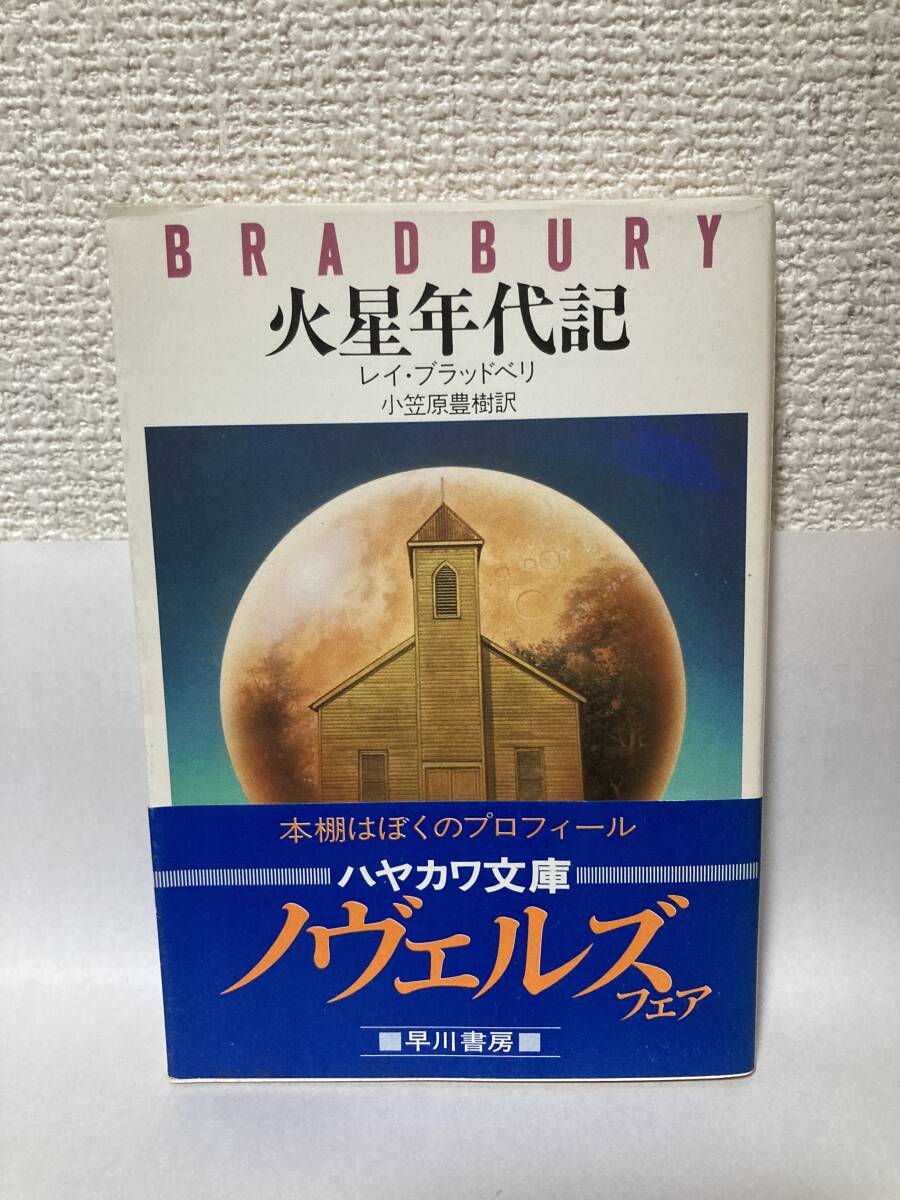 BRADBURY
火星年代記
レイ・ブラッドベリ
小笠原豊樹訳
本棚はぼくのプロフィール
ハヤカワ文庫
ノヴェルズ
フェア
早川書房